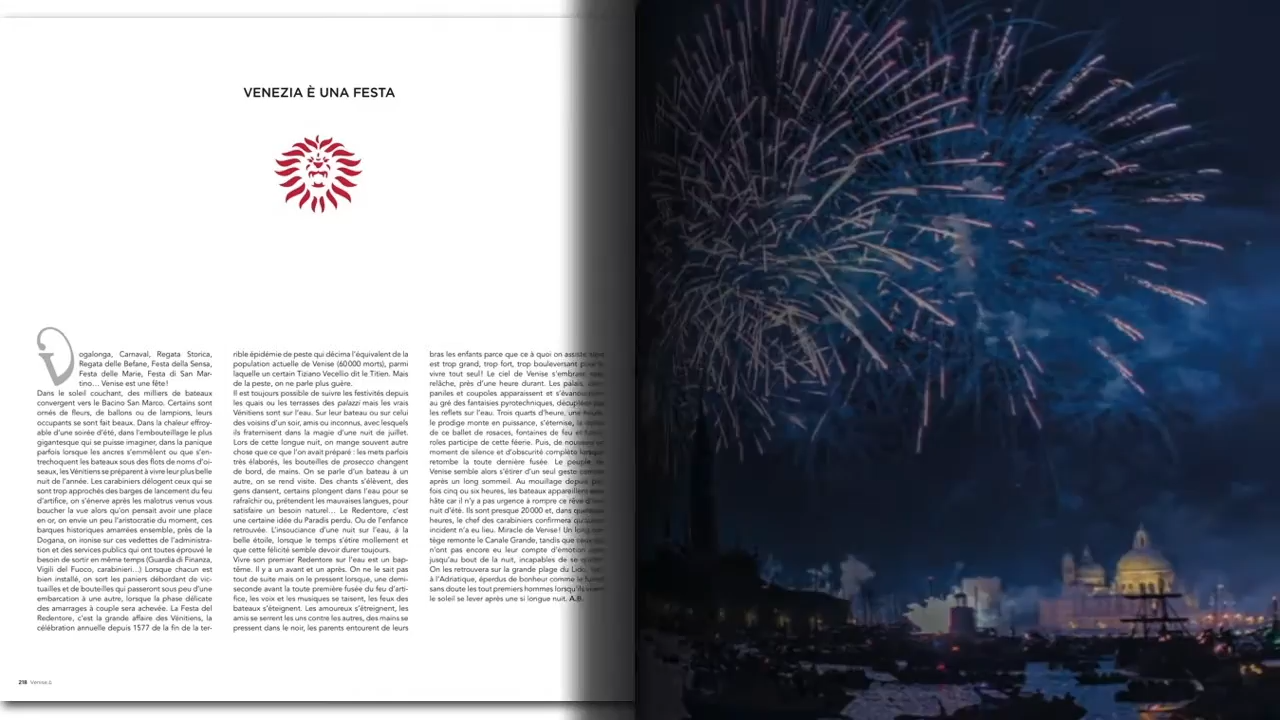 VENEZIA È UNA FESTA
Vogalonga, Carnaval, Regata Storica,
Regata delle Befane, Festa della Sensa,
Festa delle Marie, Festa di San Mar-
tino… Venise est une fête!
Dans le soleil couchant, des milliers de bateaux
convergent vers le Bacino San Marco. Certains sont
ornés de fleurs, de ballons ou de lampions, leurs
occupants se sont fait beaux. Dans la chaleur effroy-
able d'une soirée d'été, dans l'embouteillage le plus
gigantesque qui se puisse imaginer, dans la panique
parfois lorsque les ancres s'emmêlent ou que s'en-
trechoquent les bateaux sous des flots de noms d'oi-
seaux, les Vénitiens se préparent à vivre leur plus belle
nuit de l'année. Les carabiniers délogent ceux qui se
sont trop approchés des barges de lancement du feu
d'artifice, on s'énerve après les malotrus venus vous
boucher la vue alors qu'on pensait avoir une place
en or, on envie un peu l'aristocratie du moment, ces
barques historiques amarrées ensemble, près de la
Dogana, on ironise sur ces vedettes de l'administra-
tion et des services publics qui ont toutes éprouvé le
besoin de sortir en même temps (Guardia di Finanza,
Vigili del Fuoco, carabinieri...) Lorsque chacun est
bien installé, on sort les paniers débordant de vic-
tuailles et de bouteilles qui passeront sous peu d'une
embarcation à une autre, lorsque la phase délicate
des amarrages à couple sera achevée. La Festa del
Redentore, c'est la grande affaire des Vénitiens, la
célébration annuelle depuis 1577 de la fin de la ter-
rible épidémie de peste qui décima l'équivalent de la
population actuelle de Venise (60 000 morts), parmi
laquelle un certain Tiziano Vecellio dit le Titien. Mais
de la peste, on ne parle plus guère.
Il est toujours possible de suivre les festivités depuis
les quais ou les terrasses des palazzi mais les vrais
Vénitiens sont sur l'eau. Sur leur bateau ou sur celui
des voisins d'un soir, amis ou inconnus, avec lesquels
ils fraternisent dans la magie d'une nuit de juillet.
Lors de cette longue nuit, on mange souvent autre
chose que ce que l'on avait préparé : les mets parfois
très élaborés, les bouteilles de prosecco changent
de bord, de mains. On se parle d'un bateau à un
autre, on se rend visite. Des chants s'élèvent, des
gens dansent, certains plongent dans l'eau pour se
rafraîchir ou, prétendent les mauvaises langues, pour
satisfaire un besoin naturel… Le Redentore, c'est
une certaine idée du Paradis perdu. Ou de l'enfance
retrouvée. L'insouciance d'une nuit sur l'eau, à la
belle étoile, lorsque le temps s'étire mollement et
que cette félicité semble devoir durer toujours.
Vivre son premier Redentore sur l'eau est un bap-
tême. Il y a un avant et un après. On ne le sait pas
tout de suite mais on le pressent lorsque, une demi-
seconde avant la toute première fusée du feu d'arti-
fice, les voix et les musiques se taisent, les feux des
bateaux s'éteignent. Les amoureux s'étreignent, les
amis se serrent les uns contre les autres, des mains se
pressent dans le noir, les parents entourent de leurs
bras les enfants parce que ce à quoi on assiste
est trop grand, trop fort, trop bouleversant pour le
vivre tout seul! Le ciel de Venise s'embrase
relâche, près d'une heure durant. Les palais,
paniles et coupoles apparaissent et
au gré des fantaisies pyrotechniques,
les reflets sur l'eau. Trois quarts d'heure, une heure,
le prodige monte en puissance, s'éternise,
de ce ballet de rosaces, fontaines de feu et
roles participe de cette féerie. Puis, de nouveau
moment de silence et d'obscurité complète lorsque
retombe la toute dernière fusée. Le peuple
Venise semble alors s'étirer d'un seul geste
après un long sommeil. Au mouillage depuis
fois cinq ou six heures, les bateaux appareillent
hâte car il n'y a pas urgence à rompre ce rêve
nuit d'été. Ils sont presque 20 000 et, dans quelques
heures, le chef des carabiniers confirmera
incident n'a eu lieu. Miracle de Venise! Un
tège remonte le Canale Grande, tandis que
n'ont pas encore eu leur compte d'émotion
jusqu'au bout de la nuit, incapables de se
On les retrouvera sur la grande plage du Lido,
à l'Adriatique, éperdus de bonheur comme le
sans doute les tout premiers hommes lorsqu'ils
le soleil se lever après une si longue nuit. A.B.
218 Venise.s